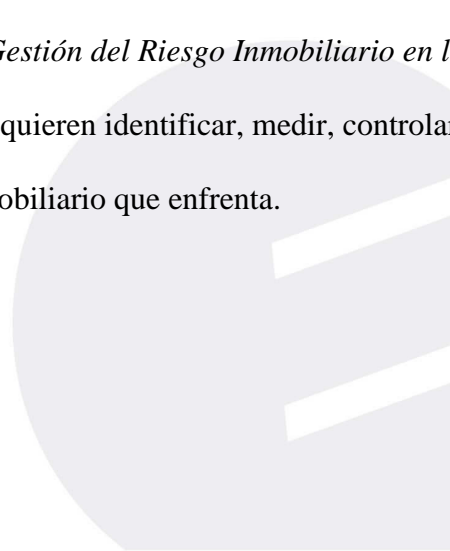 Gestión del Riesgo Inmobiliario en l
quieren identificar, medir, controlar
obiliario que enfrenta.